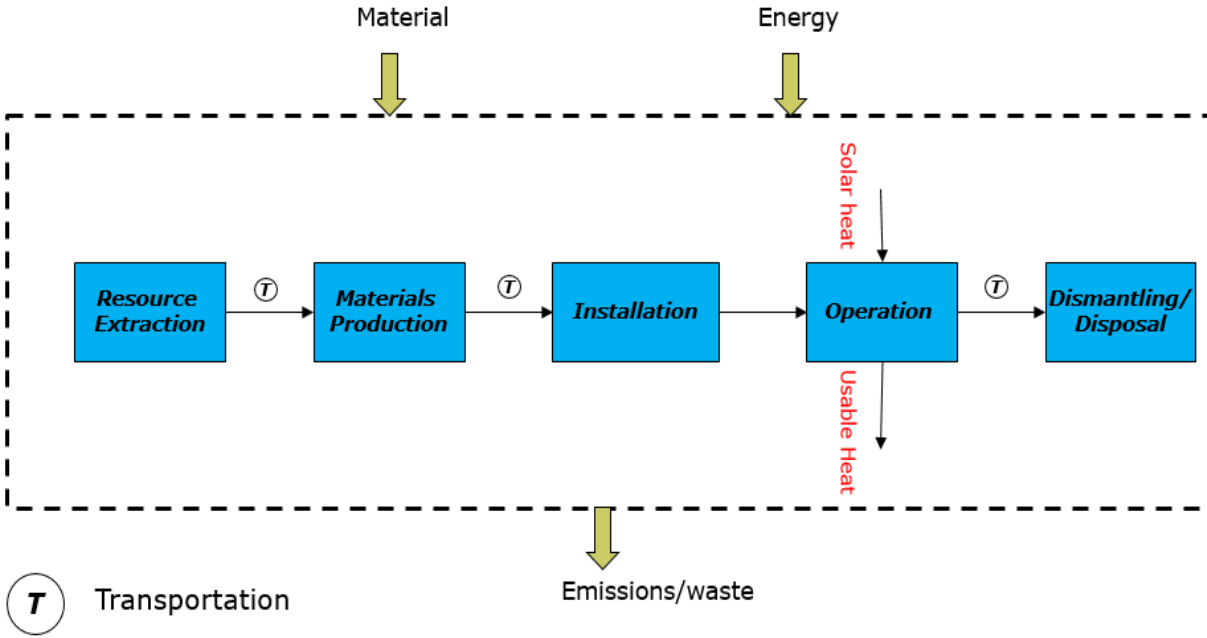 Material
Energy
Solar heat
T
T
T
Resource
Extraction
Materials
Production
Installation
Operation
Dismantling/
Disposal
Usable Heat
Emissions/waste
T
Transportation